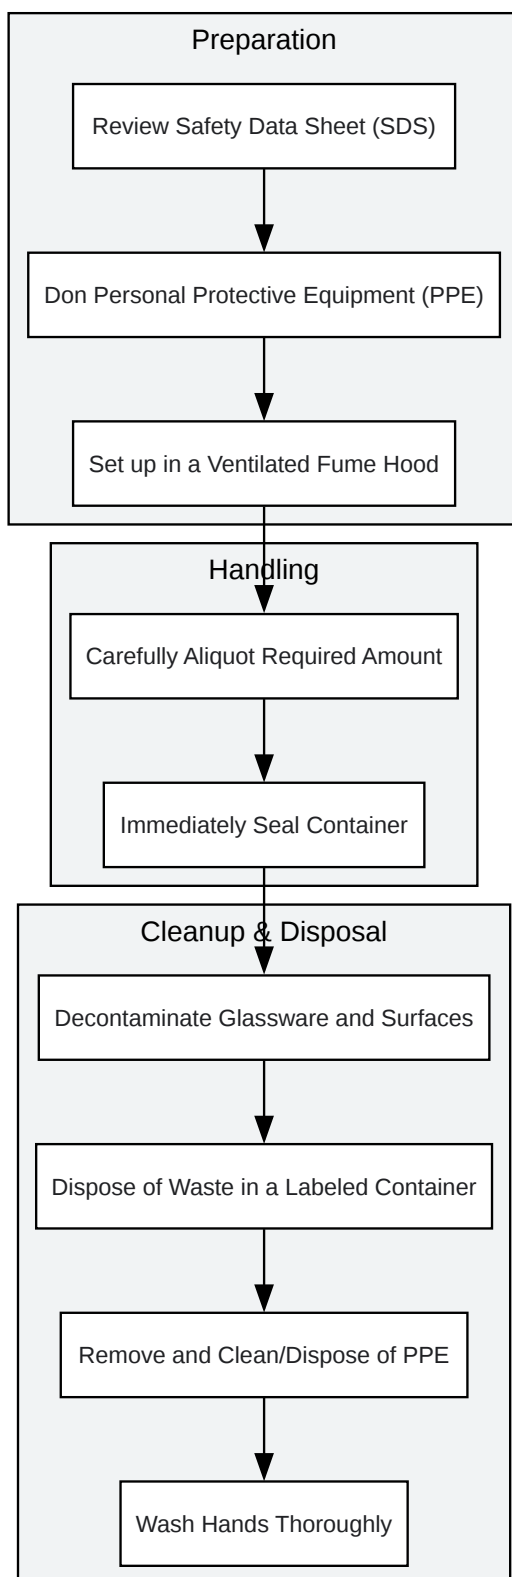 Preparation
Review Safety Data Sheet (SDS)
Don Personal Protective Equipment (PPE)
Set up in a Ventilated Fume Hood
Handling
Carefully Aliquot Required Amount
Immediately Seal Container
Cleanup & Disposal
Decontaminate Glassware and Surfaces
Dispose of Waste in a Labeled Container
Remove and Clean/Dispose of PPE
Wash Hands Thoroughly